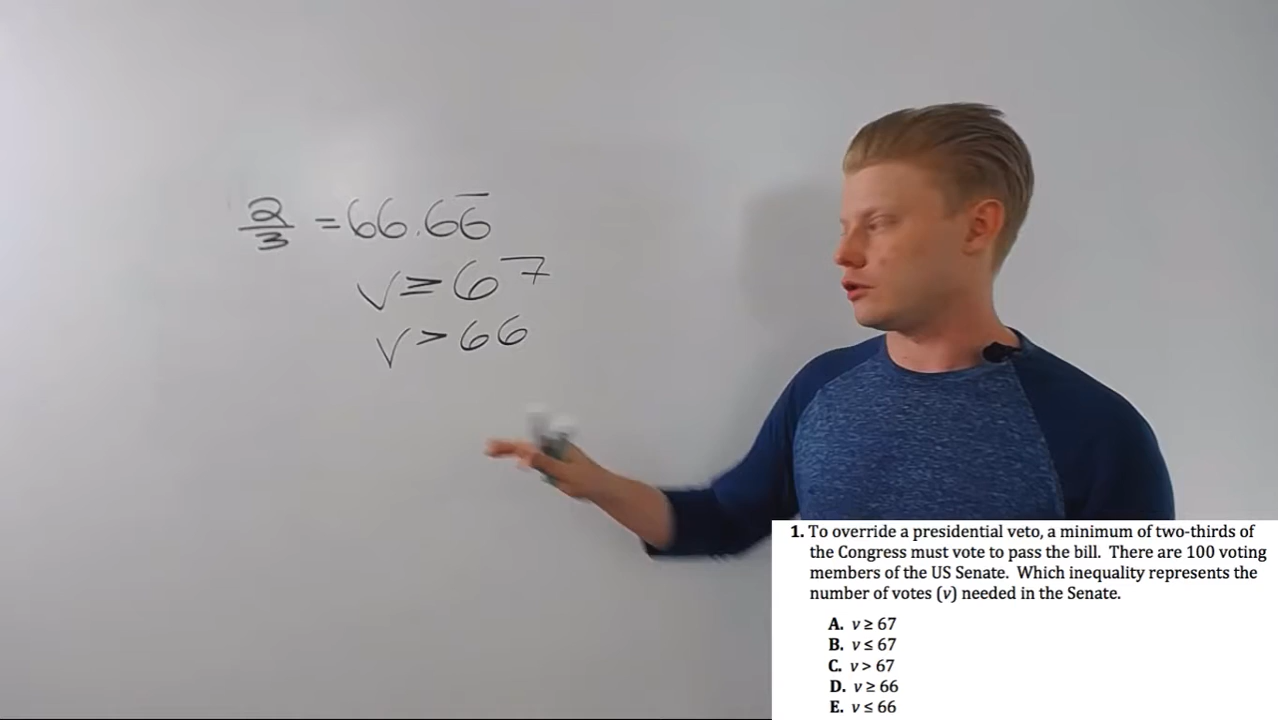 2/3 = 66.66̅
v ≥ 67
v > 66
1. To override a presidential veto, a minimum of two-thirds of
the Congress must vote to pass the bill. There are 100 voting
members of the US Senate. Which inequality represents the
number of votes (v) needed in the Senate.
A. v ≥ 67
B. v ≤ 67
C. v > 67
D. v ≥ 66
E. v ≤ 66